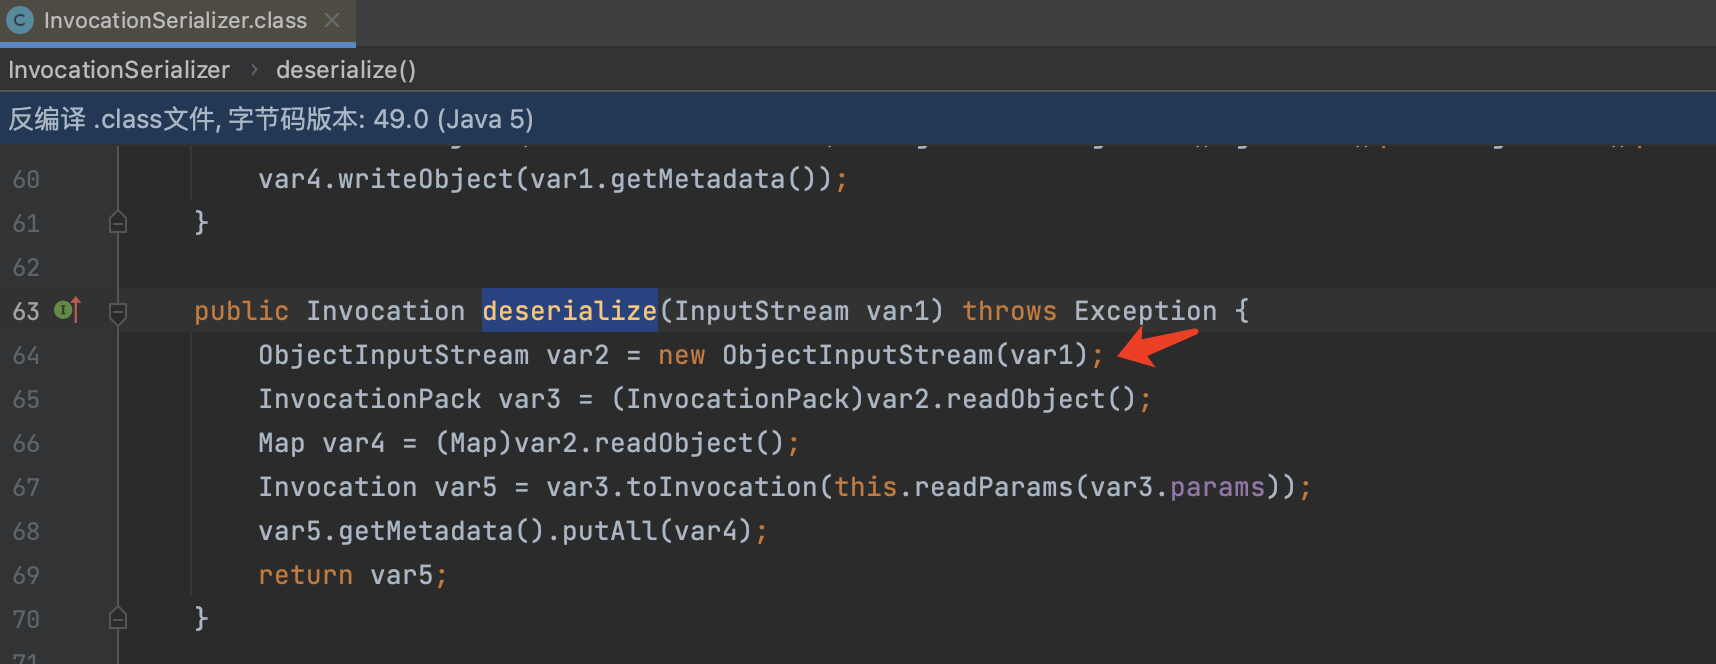 InvocationSerializer.class
InvocationSerializer > deserialize()
反编译 .class文件, 字节码版本: 49.0 (Java 5)
60 var4.writeObject(var1.getMetadata());
61 }
62
63 public Invocation deserialize(InputStream var1) throws Exception {
64 ObjectInputStream var2 = new ObjectInputStream(var1);
65 InvocationPack var3 = (InvocationPack)var2.readObject();
66 Map var4 = (Map)var2.readObject();
67 Invocation var5 = var3.toInvocation(this.readParams(var3.params));
68 var5.getMetadata().putAll(var4);
69 return var5;
70 }
71